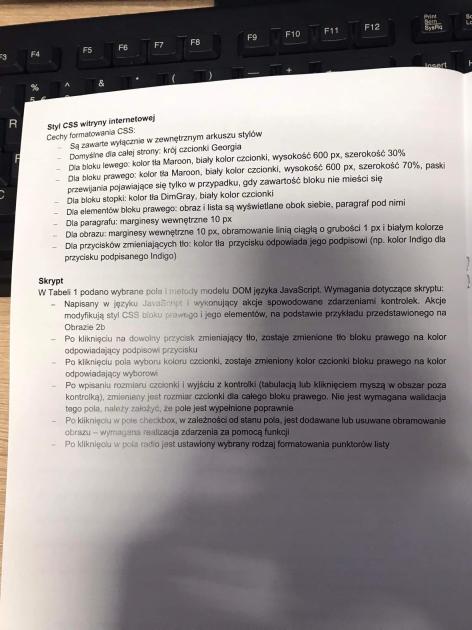 F3
F4
F5
F6
F7
F8
F9
F10
F11
F12
Print
Scrn
SysRq
Insert
%
^
&
*
(
)
R
Styl CSS witryny internetowej
Cechy formatowania CSS:
– Są zawarte wyłącznie w zewnętrznym arkuszu stylów
– Domyślne dla całej strony: krój czcionki Georgia
– Dla bloku lewego: kolor tła Maroon, biały kolor czcionki, wysokość 600 px, szerokość 30%
– Dla bloku prawego: kolor tła Maroon, biały kolor czcionki, wysokość 600 px, szerokość 70%, paski
przewijania pojawiające się tylko w przypadku, gdy zawartość bloku nie mieści się
– Dla bloku stopki: kolor tła DimGray, biały kolor czcionki
– Dla elementów bloku prawego: obraz i lista są wyświetlane obok siebie, paragraf pod nimi
– Dla paragrafu: marginesy wewnętrzne 10 px
– Dla obrazu: marginesy wewnętrzne 10 px, obramowanie linią ciągłą o grubości 1 px i białym kolorze
– Dla przycisków zmieniających tło: kolor tła przycisku odpowiada jego podpisowi (np. kolor Indigo dla
przycisku podpisanego Indigo)
Skrypt
W Tabeli 1 podano wybrane pola i metody modelu DOM języka JavaScript. Wymagania dotyczące skryptu:
– Napisany w języku JavaScript i wykonujący akcje spowodowane zdarzeniami kontrolek. Akcje
modyfikują styl CSS bloku prawego i jego elementów, na podstawie przykładu przedstawionego na
Obrazie 2b
– Po kliknięciu na dowolny przycisk zmieniający tło, zostaje zmienione tło bloku prawego na kolor
odpowiadający podpisowi przycisku
– Po kliknięciu pola wyboru koloru czcionki, zostaje zmieniony kolor czcionki bloku prawego na kolor
odpowiadający wyborowi
– Po wpisaniu rozmiaru czcionki i wyjściu z kontrolki (tabulacją lub kliknięciem myszą w obszar poza
kontrolką), zmieniany jest rozmiar czcionki dla całego bloku prawego. Nie jest wymagana walidacja
tego pola, należy założyć, że pole jest wypełnione poprawnie
– Po kliknięciu w pole checkbox, w zależności od stanu pola, jest dodawane lub usuwane obramowanie
obrazu – wymagana realizacja zdarzenia za pomocą funkcji
– Po kliknięciu w pola radio jest ustawiony wybrany rodzaj formatowania punktorów listy